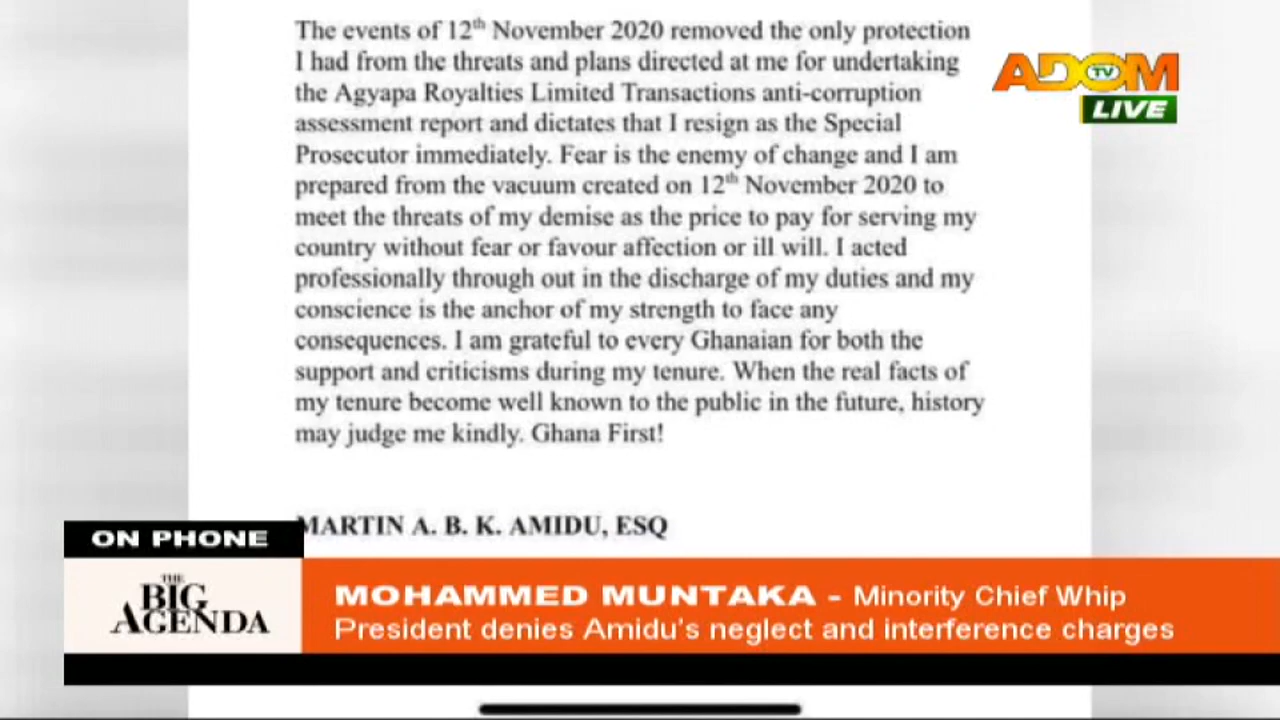 The events of 12th November 2020 removed the only protection
I had from the threats and plans directed at me for undertaking
the Agyapa Royalties Limited Transactions anti-corruption
assessment report and dictates that I resign as the Special
Prosecutor immediately. Fear is the enemy of change and I am
prepared from the vacuum created on 12th November 2020 to
meet the threats of my demise as the price to pay for serving my
country without fear or favour affection or ill will. I acted
professionally through out in the discharge of my duties and my
conscience is the anchor of my strength to face any
consequences. I am grateful to every Ghanaian for both the
support and criticisms during my tenure. When the real facts of
my tenure become well known to the public in the future, history
may judge me kindly. Ghana First!
MARTIN A. B. K. AMIDU, ESQ
ADOM TV
LIVE
ON PHONE
THE
BIG
AGENDA
MOHAMMED MUNTAKA - Minority Chief Whip
President denies Amidu's neglect and interference charges